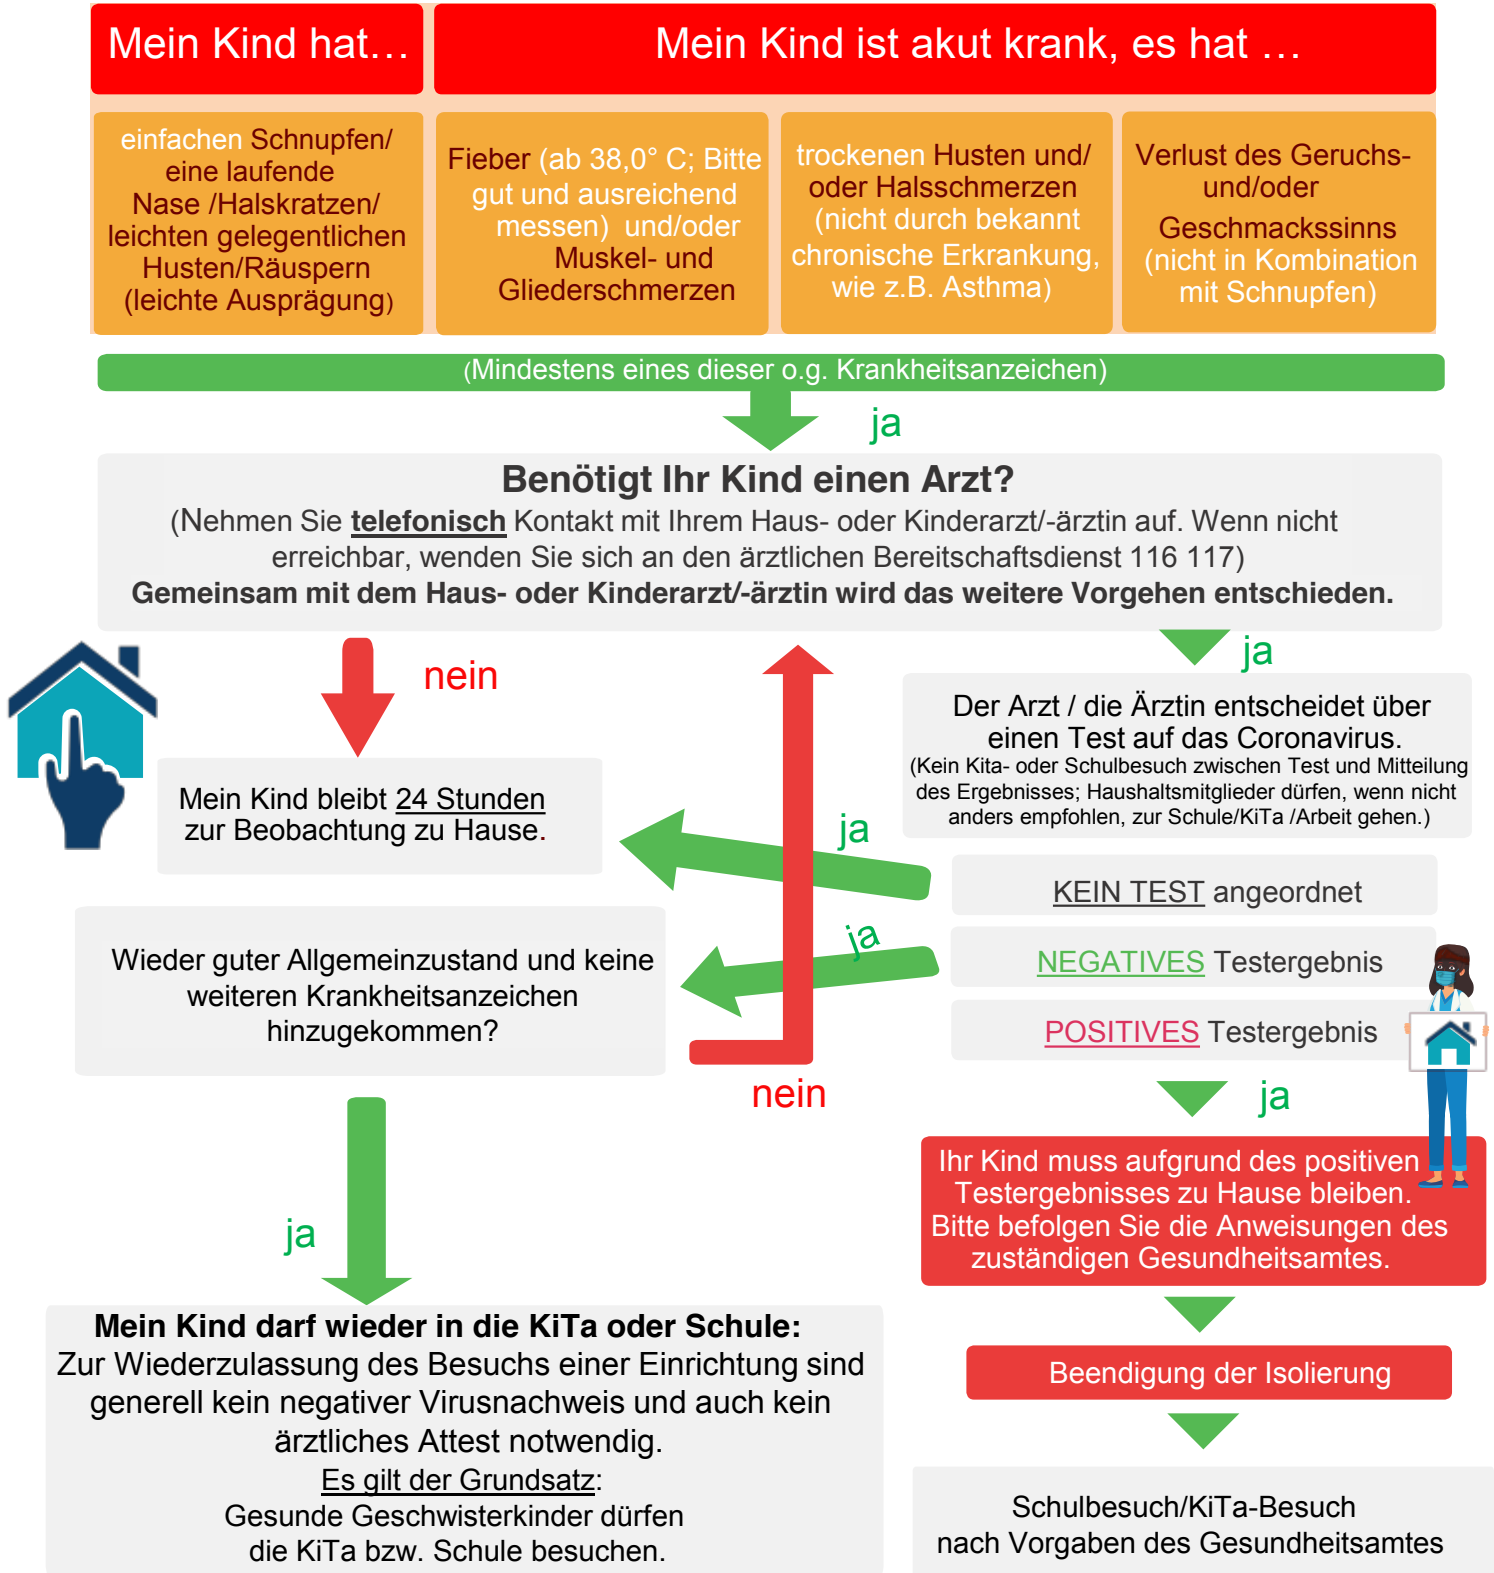 Mein Kind hat…
Mein Kind ist akut krank, es hat …
einfachen Schnupfen/
eine laufende
Nase /Halskratzen/
leichten gelegentlichen
Husten/Räuspern
(leichte Ausprägung)
Fieber (ab 38,0° C; Bitte
gut und ausreichend
messen) und/oder
Muskel- und
Gliederschmerzen
trockenen Husten und/
oder Halsschmerzen
(nicht durch bekannt
chronische Erkrankung,
wie z.B. Asthma)
Verlust des Geruchs-
und/oder
Geschmackssinns
(nicht in Kombination
mit Schnupfen)
(Mindestens eines dieser o.g. Krankheitsanzeichen)
ja
Benötigt Ihr Kind einen Arzt?
(Nehmen Sie telefonisch Kontakt mit Ihrem Haus- oder Kinderarzt/-ärztin auf. Wenn nicht
erreichbar, wenden Sie sich an den ärztlichen Bereitschaftsdienst 116 117)
Gemeinsam mit dem Haus- oder Kinderarzt/-ärztin wird das weitere Vorgehen entschieden.
nein
ja
Mein Kind bleibt 24 Stunden
zur Beobachtung zu Hause.
Der Arzt / die Ärztin entscheidet über
einen Test auf das Coronavirus.
(Kein Kita- oder Schulbesuch zwischen Test und Mitteilung
des Ergebnisses; Haushaltsmitglieder dürfen, wenn nicht
anders empfohlen, zur Schule/KiTa /Arbeit gehen.)
ja
KEIN TEST angeordnet
ja
NEGATIVES Testergebnis
POSITIVES Testergebnis
Wieder guter Allgemeinzustand und keine
weiteren Krankheitsanzeichen
hinzugekommen?
nein
ja
Ihr Kind muss aufgrund des positiven
Testergebnisses zu Hause bleiben.
Bitte befolgen Sie die Anweisungen des
zuständigen Gesundheitsamtes.
ja
Mein Kind darf wieder in die KiTa oder Schule:
Zur Wiederzulassung des Besuchs einer Einrichtung sind
generell kein negativer Virusnachweis und auch kein
ärztliches Attest notwendig.
Es gilt der Grundsatz:
Gesunde Geschwisterkinder dürfen
die KiTa bzw. Schule besuchen.
Beendigung der Isolierung
Schulbesuch/KiTa-Besuch
nach Vorgaben des Gesundheitsamtes